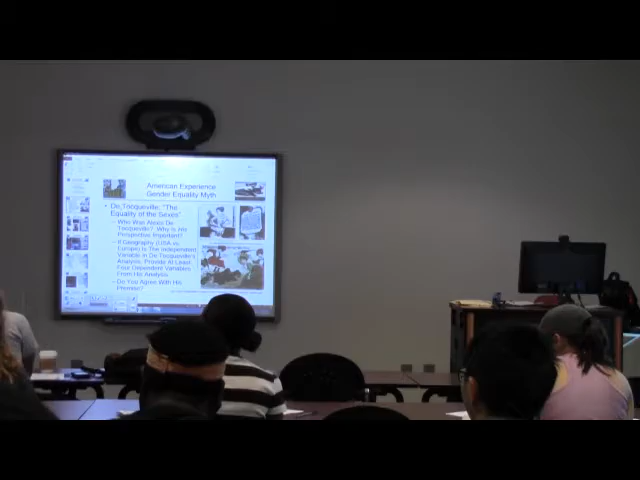 American Experience
Gender Equality Myth
• De Tocqueville: "The
Equality of the Sexes"
– Who Was Alexis De
Tocqueville? Why Is His
Perspective Important?
– If Geography (USA vs.
Europe) Is The Independent
Variable in De Tocqueville's
Analysis, Provide At Least
Four Dependent Variables
From His Analysis
– Do You Agree With His
Premise?